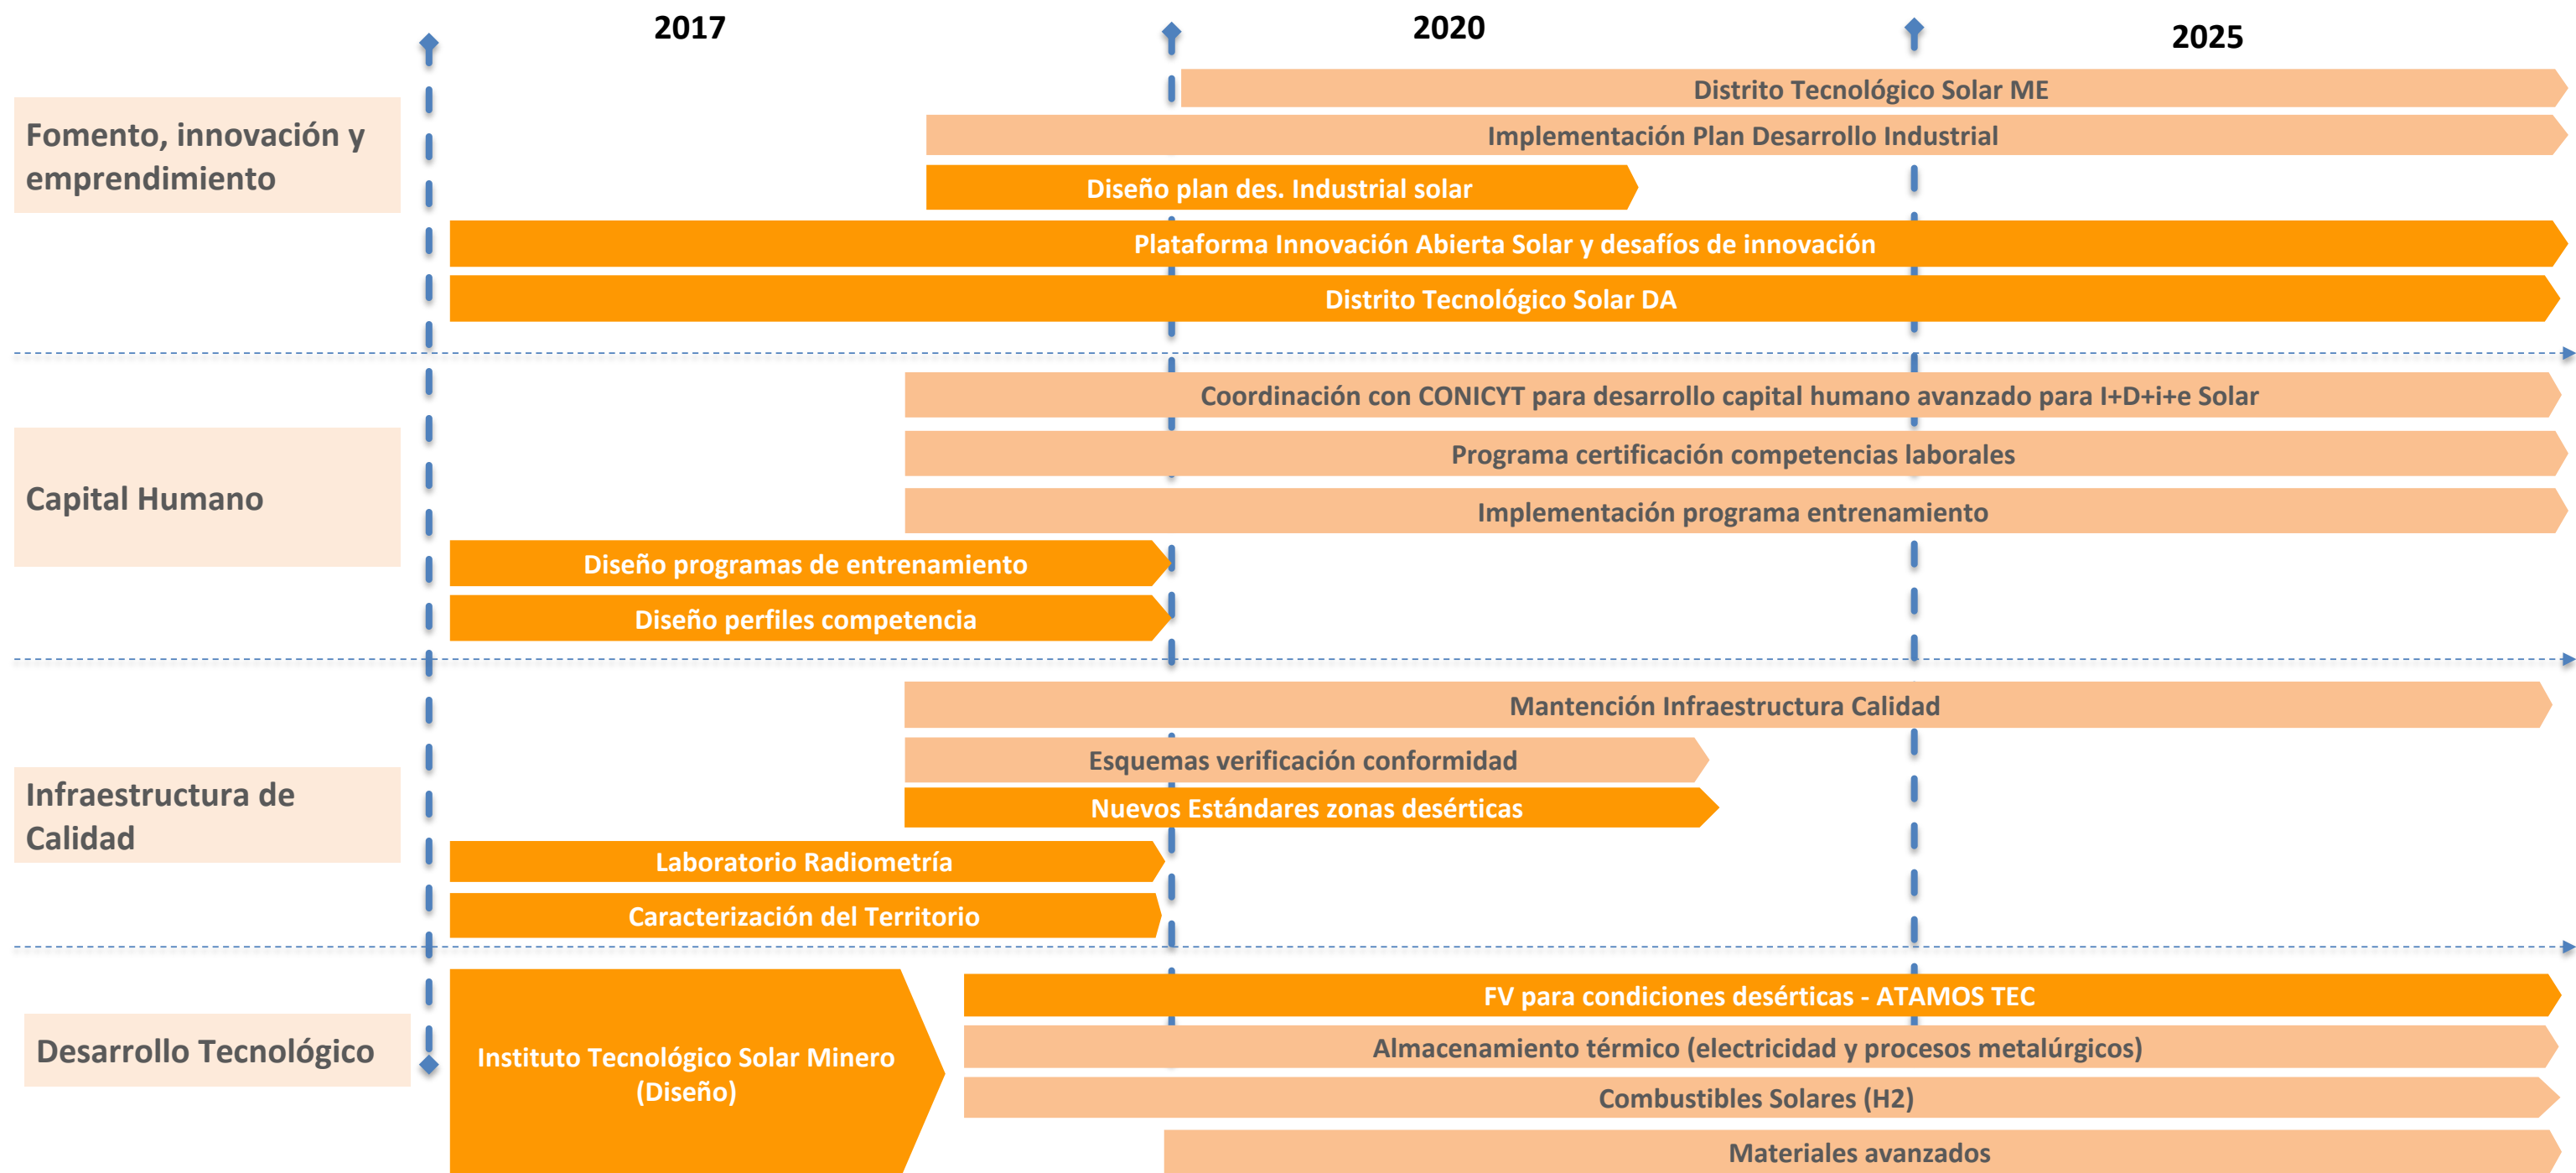 2017
2020
2025
Fomento, innovación y
emprendimiento
Distrito Tecnológico Solar ME
Implementación Plan Desarrollo Industrial
Diseño plan des. Industrial solar
Plataforma Innovación Abierta Solar y desafíos de innovación
Distrito Tecnológico Solar DA
Capital Humano
Coordinación con CONICYT para desarrollo capital humano avanzado para I+D+i+e Solar
Programa certificación competencias laborales
Implementación programa entrenamiento
Diseño programas de entrenamiento
Diseño perfiles competencia
Infraestructura de
Calidad
Mantención Infraestructura Calidad
Esquemas verificación conformidad
Nuevos Estándares zonas desérticas
Laboratorio Radiometría
Caracterización del Territorio
Desarrollo Tecnológico
Instituto Tecnológico Solar Minero
(Diseño)
FV para condiciones desérticas - ATAMOS TEC
Almacenamiento térmico (electricidad y procesos metalúrgicos)
Combustibles Solares (H2)
Materiales avanzados